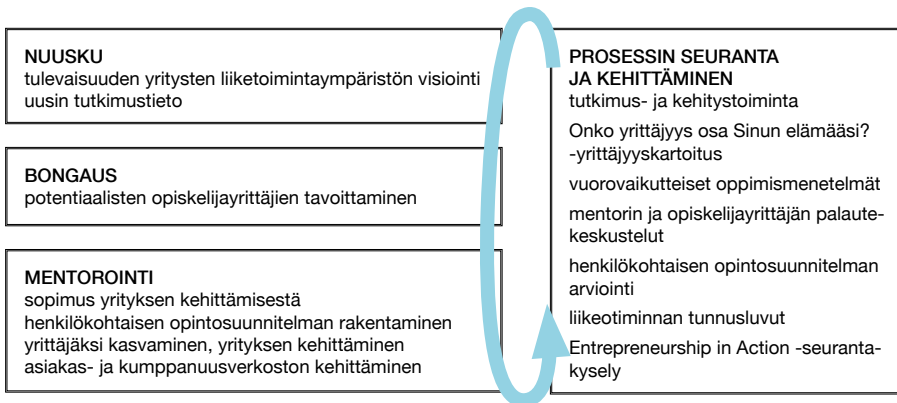 NUUSKU
tulevaisuuden yritysten liiketoimintaympäristön visiointi
uusin tutkimustieto
BONGAUS
potentiaalisten opiskelijayrittäjien tavoittaminen
MENTOROINTI
sopimus yrityksen kehittämisestä
henkilökohtaisen opintosuunnitelman rakentaminen
yrittäjäksi kasvaminen, yrityksen kehittäminen
asiakas- ja kumppanuusverkoston kehittäminen
PROSESSIN SEURANTA
JA KEHITTÄMINEN
tutkimus- ja kehitystoiminta
Onko yrittäjyys osa Sinun elämääsi?
-yrittäjyyskartoitus
vuorovaikutteiset oppimismenetelmät
mentorin ja opiskelijayrittäjän palaute-
keskustelut
henkilökohtaisen opintosuunnitelman
arviointi
liikeotiminnan tunnusluvut
Entrepreneurship in Action -seuranta-
kysely